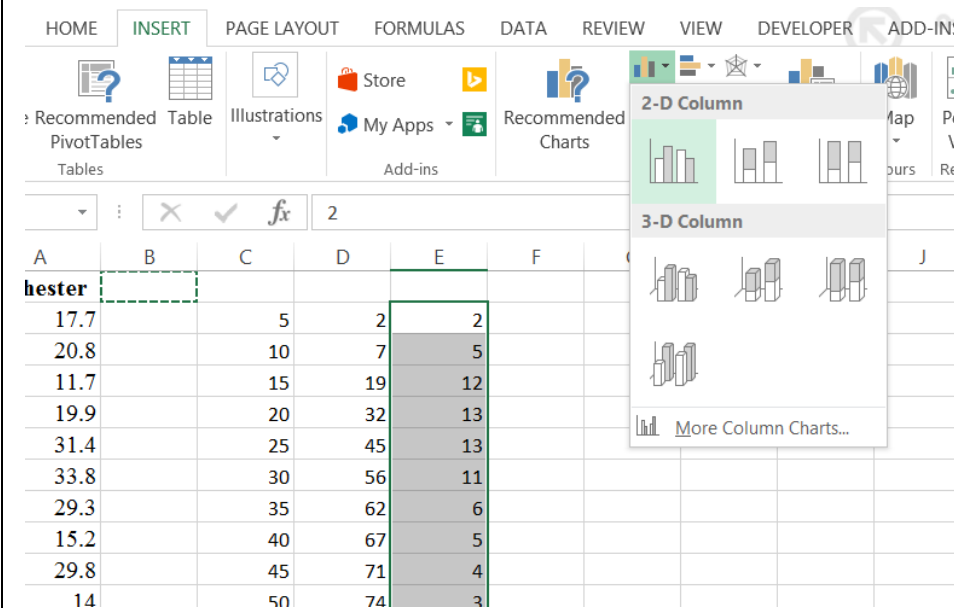 HOME INSERT PAGE LAYOUT FORMULAS DATA REVIEW VIEW DEVELOPER ADD-INS
Recommended PivotTables
Table
Illustrations
Store
My Apps
Recommended Charts
Tables
Add-ins
2-D Column
3-D Column
More Column Charts...
fx 2
A B C D E F J
17.7 5 2 2
20.8 10 7 5
11.7 15 19 12
19.9 20 32 13
31.4 25 45 13
33.8 30 56 11
29.3 35 62 6
15.2 40 67 5
29.8 45 71 4
14 50 74 3